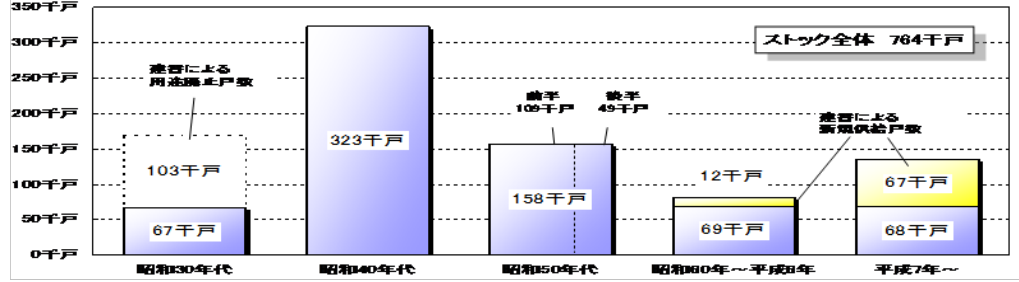 350千戸
300千戸
250千戸
200千戸
150千戸
100千戸
50千戸
0千戸
ストック全体 764千戸
建替による
用途廃止戸数
103千戸
67千戸
323千戸
前半
109千戸
後半
49千戸
158千戸
建替による
新規供給戸数
12千戸
69千戸
67千戸
68千戸
昭和30年代
昭和40年代
昭和50年代
昭和60年～平成6年
平成7年～